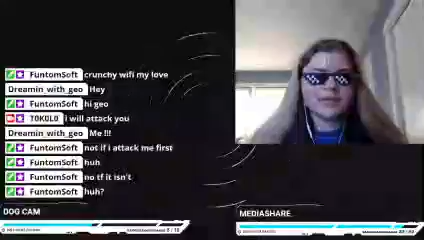 FuntomSoft crunchy wifi my love
Dreamin_with_geo Hey
FuntomSoft hi geo
TOKOLO i will attack you
Dreamin_with_geo Me !!!
FuntomSoft not if i attack me first
FuntomSoft huh
FuntomSoft no tf it isn't
FuntomSoft huh?
DOG CAM
MEDIASHARE